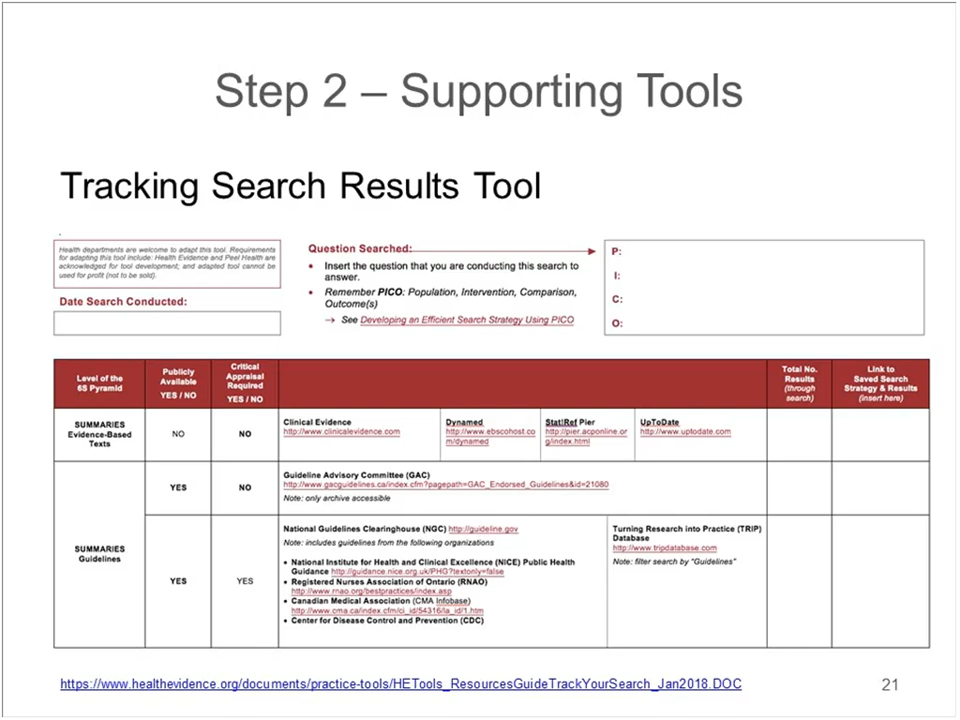 Step 2 – Supporting Tools
Tracking Search Results Tool
Health departments are welcome to adapt this tool. Requirements
for adapting this tool include: Health Evidence and Peel Health are
acknowledged for tool development; and adapted tool cannot be
used for profit (not to be sold).
Date Search Conducted:
Question Searched:
• Insert the question that you are conducting this search to
answer.
• Remember PICO: Population, Intervention, Comparison,
Outcome(s)
→ See Developing an Efficient Search Strategy Using PICO
P:
I:
C:
O:
Level of the
6S Pyramid
Publicly
Available
YES / NO
Critical
Appraisal
Required
YES / NO
Total No.
Results
(through
search)
Link to
Saved Search
Strategy & Results
(insert here)
SUMMARIES
Evidence-Based
Texts
NO
NO
Clinical Evidence
http://www.clinicalevidence.com
Dynamed
http://www.ebscohost.co
m/dynamed
Stat!Ref Pier
http://pier.acponline.or
g/index.html
UpToDate
http://www.uptodate.com
SUMMARIES
Guidelines
YES
NO
Guideline Advisory Committee (GAC)
http://www.gacguidelines.ca/index.cfm?pagepath=GAC_Endorsed_Guidelines&id=21080
Note: only archive accessible
YES
YES
National Guidelines Clearinghouse (NGC) http://guideline.gov
Note: includes guidelines from the following organizations
• National Institute for Health and Clinical Excellence (NICE) Public Health
Guidance http://guidance.nice.org.uk/PHG?textonly=false
• Registered Nurses Association of Ontario (RNAO)
http://www.rnao.org/bestpractices/index.asp
• Canadian Medical Association (CMA Infobase)
http://www.cma.ca/index.cfm/ci_id/54316/la_id/1.htm
• Center for Disease Control and Prevention (CDC)
Turning Research into Practice (TRIP)
Database
http://www.tripdatabase.com
Note: filter search by "Guidelines"
https://www.healthevidence.org/documents/practice-tools/HETools_ResourcesGuideTrackYourSearch_Jan2018.DOC
21